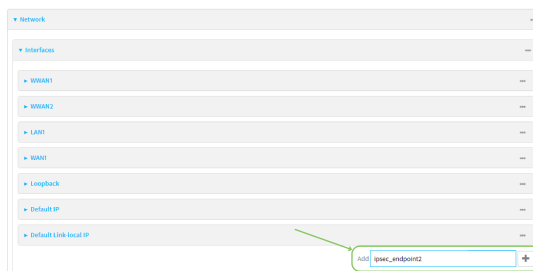 Network
Interfaces
WWAN1
WWAN2
LAN1
WAN1
Loopback
Default IP
Default Link-local IP
Add ipsec_endpoint2